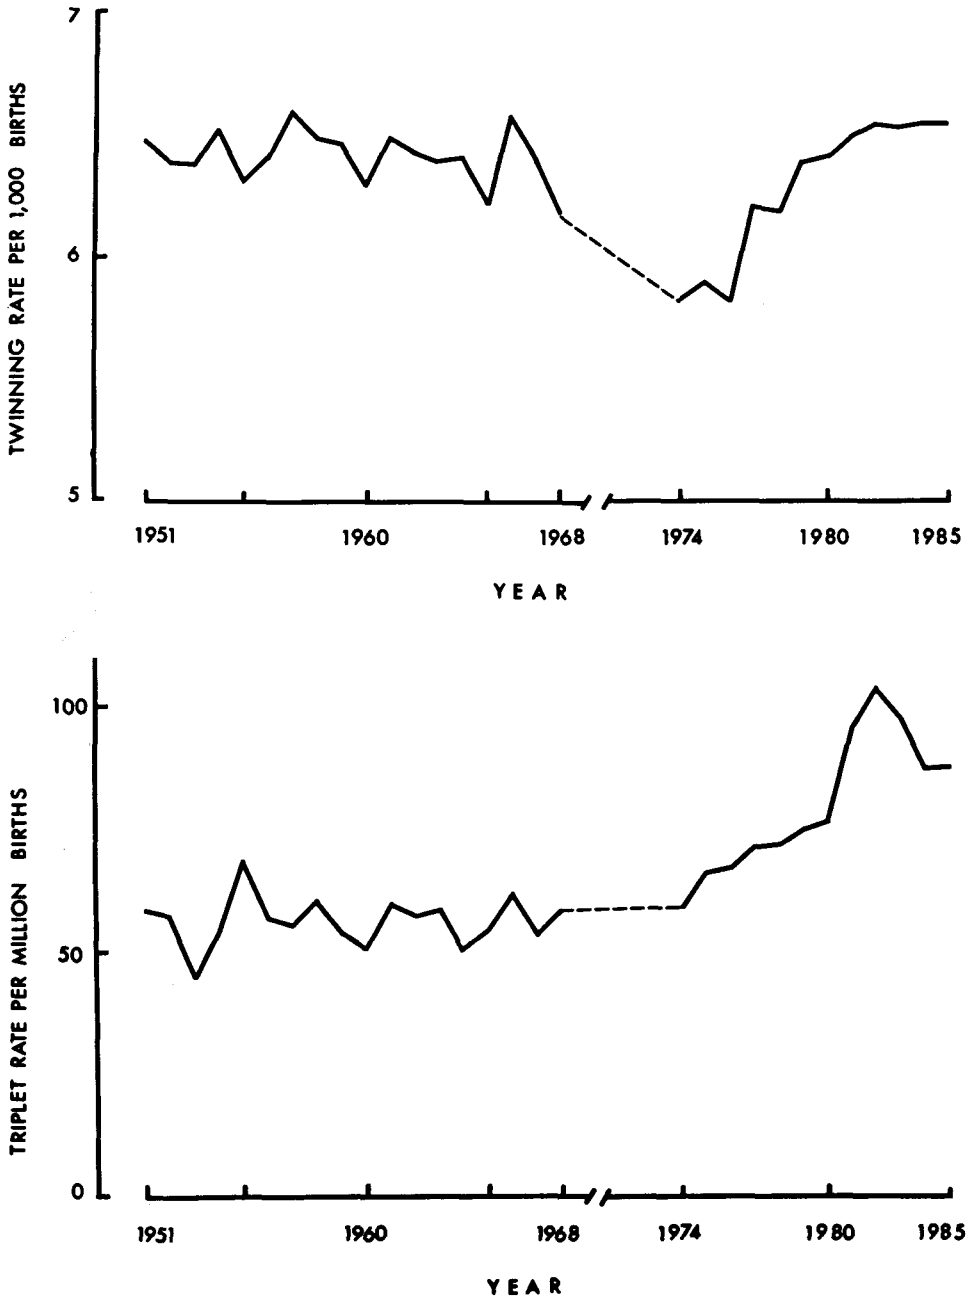 7
6
5
TWINNING RATE PER 1,000 BIRTHS
1951 1960 1968 1974 1980 1985
YEAR
100
50
0
TRIPLET RATE PER MILLION BIRTHS
1951 1960 1968 1974 1980 1985
YEAR